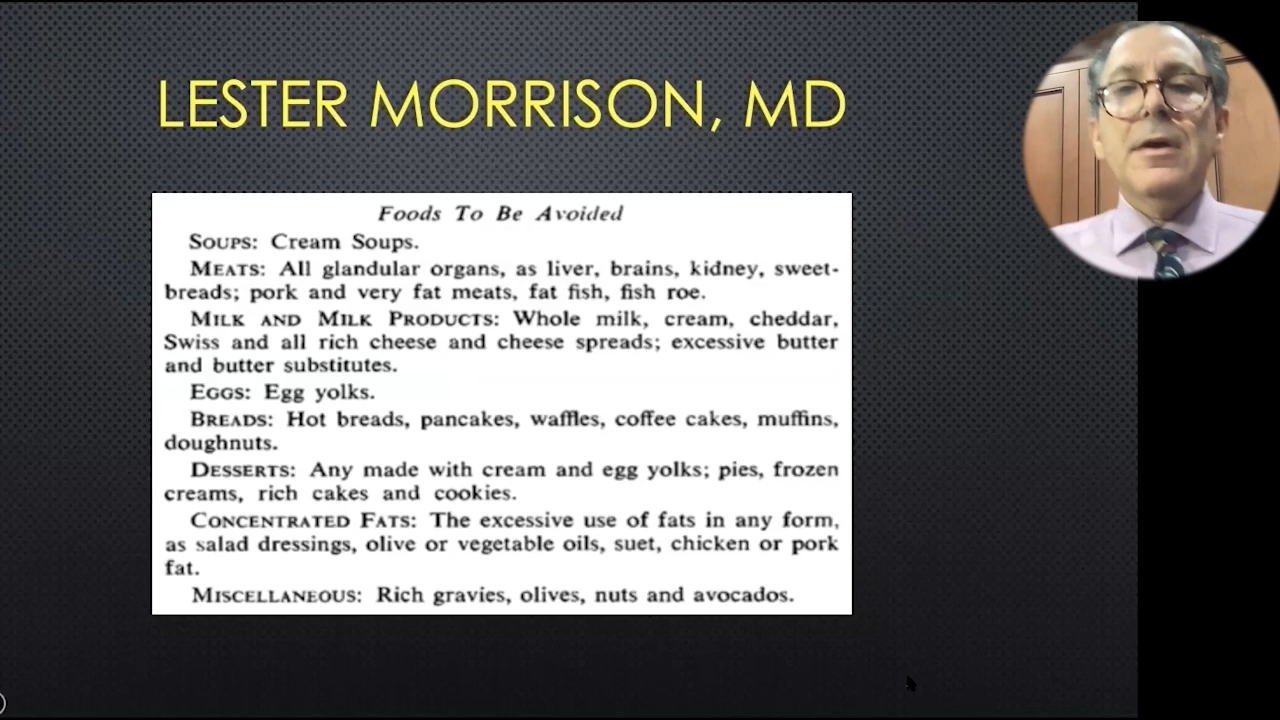 LESTER MORRISON, MD
Foods To Be Avoided
SOUPS: Cream Soups.
MEATS: All glandular organs, as liver, brains, kidney, sweet-
breads; pork and very fat meats, fat fish, fish roe.
MILK AND MILK PRODUCTS: Whole milk, cream, cheddar,
Swiss and all rich cheese and cheese spreads; excessive butter
and butter substitutes.
EGGS: Egg yolks.
BREADS: Hot breads, pancakes, waffles, coffee cakes, muffins,
doughnuts.
DESSERTS: Any made with cream and egg yolks; pies, frozen
creams, rich cakes and cookies.
CONCENTRATED FATS: The excessive use of fats in any form,
as salad dressings, olive or vegetable oils, suet, chicken or pork
fat.
MISCELLANEOUS: Rich gravies, olives, nuts and avocados.